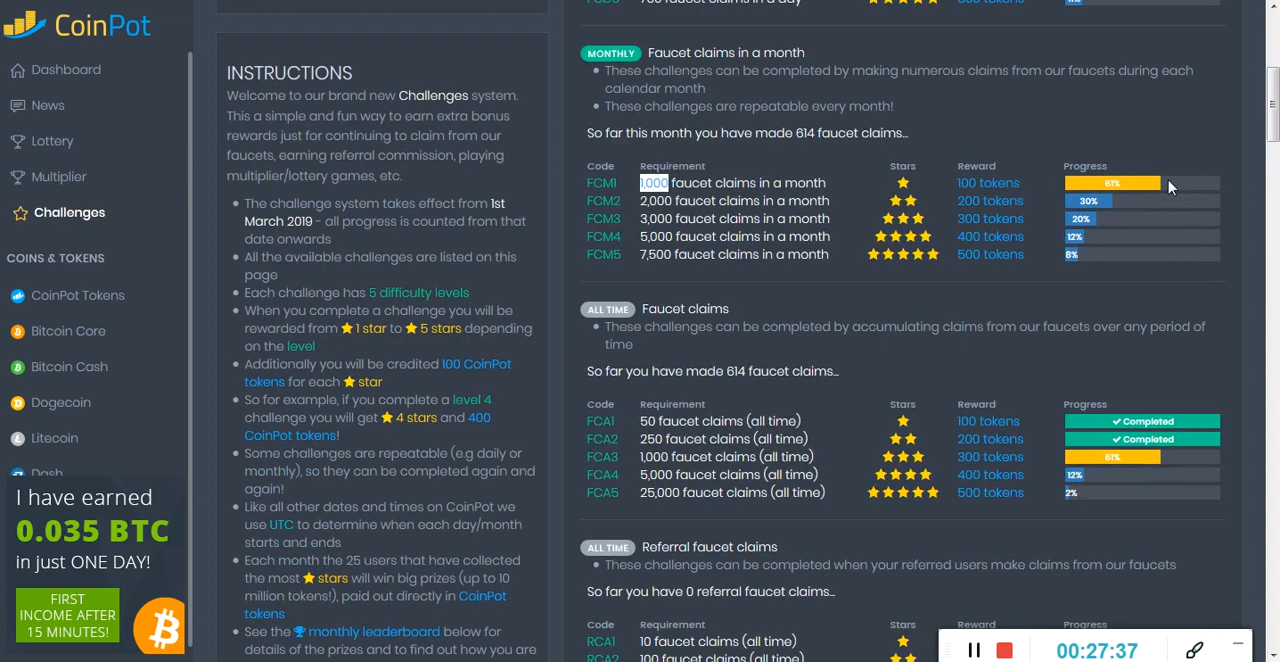 CoinPot
Dashboard
News
Lottery
Multiplier
Challenges
COINS & TOKENS
CoinPot Tokens
Bitcoin Core
Bitcoin Cash
Dogecoin
Litecoin
Dash
I have earned
0.035 BTC
in just ONE DAY!
FIRST
INCOME AFTER
15 MINUTES!
INSTRUCTIONS
Welcome to our brand new Challenges system.
This a simple and fun way to earn extra bonus
rewards just for continuing to claim from our
faucets, earning referral commission, playing
multiplier/lottery games, etc.
The challenge system takes effect from 1st
March 2019 - all progress is counted from that
date onwards
All the available challenges are listed on this
page
Each challenge has 5 difficulty levels
When you complete a challenge you will be
rewarded from 1 star to 5 stars depending
on the level
Additionally you will be credited 100 CoinPot
tokens for each star
So for example, if you complete a level 4
challenge you will get 4 stars and 400
CoinPot tokens!
Some challenges are repeatable (e.g daily or
monthly), so they can be completed again and
again!
Like all other dates and times on CoinPot we
use UTC to determine when each day/month
starts and ends
Each month the 25 users that have collected
the most stars will win big prizes (up to 10
million tokens!), paid out directly in CoinPot
tokens
See the monthly leaderboard below for
details of the prizes and to find out how you are
MONTHLY Faucet claims in a month
These challenges can be completed by making numerous claims from our faucets during each
calendar month
These challenges are repeatable every month!
So far this month you have made 614 faucet claims...
Code Requirement Stars Reward Progress
FCM1 1,000 faucet claims in a month 100 tokens 61%
FCM2 2,000 faucet claims in a month 200 tokens 30%
FCM3 3,000 faucet claims in a month 300 tokens 20%
FCM4 5,000 faucet claims in a month 400 tokens 12%
FCM5 7,500 faucet claims in a month 500 tokens 8%
ALL TIME Faucet claims
These challenges can be completed by accumulating claims from our faucets over any period of
time
So far you have made 614 faucet claims...
Code Requirement Stars Reward Progress
FCA1 50 faucet claims (all time) 100 tokens Completed
FCA2 250 faucet claims (all time) 200 tokens Completed
FCA3 1,000 faucet claims (all time) 300 tokens 61%
FCA4 5,000 faucet claims (all time) 400 tokens 12%
FCA5 25,000 faucet claims (all time) 500 tokens 2%
ALL TIME Referral faucet claims
These challenges can be completed when your referred users make claims from our faucets
So far you have 0 referral faucet claims...
Code Requirement Stars Reward Progress
RCA1 10 faucet claims (all time) 100 tokens
RCA2 100 faucet claims (all time)
00:27:37